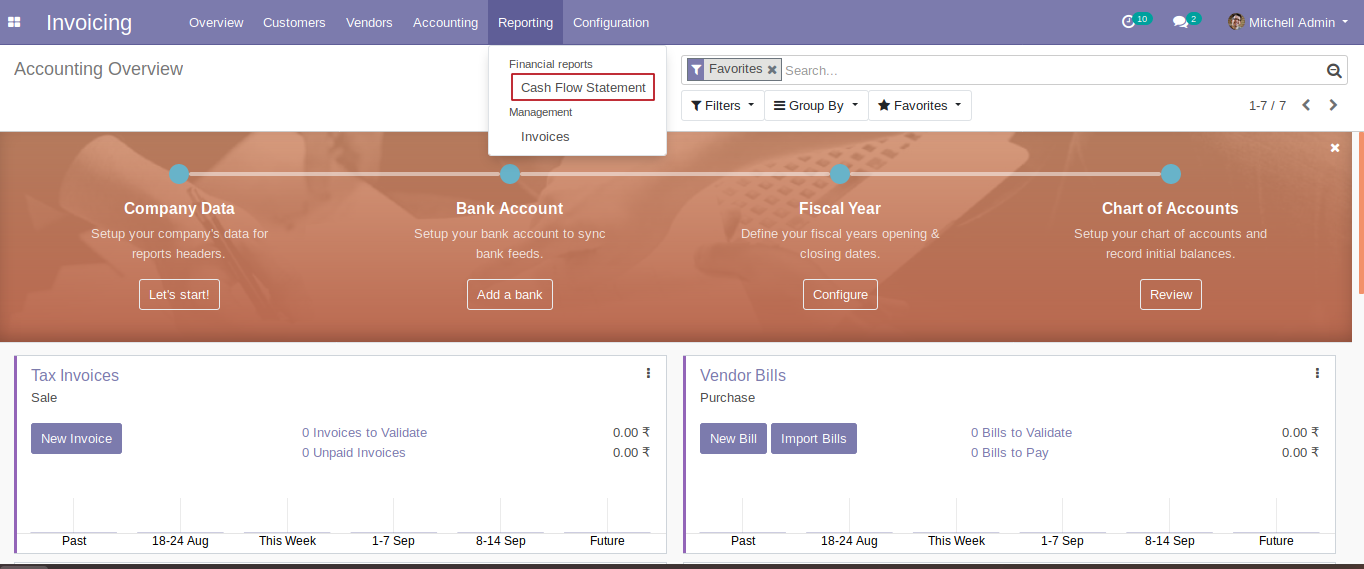 Invoicing Overview Customers Vendors Accounting Reporting Configuration 10 2 Mitchell Admin
Accounting Overview
Financial reports
Cash Flow Statement
Management
Invoices
Favorites Search...
Filters Group By Favorites 1-7 / 7
Company Data
Setup your company's data for
reports headers.
Let's start!
Bank Account
Setup your bank account to sync
bank feeds.
Add a bank
Fiscal Year
Define your fiscal years opening &
closing dates.
Configure
Chart of Accounts
Setup your chart of accounts and
record initial balances.
Review
Tax Invoices
Sale
New Invoice
0 Invoices to Validate 0.00 ₹
0 Unpaid Invoices 0.00 ₹
Past 18-24 Aug This Week 1-7 Sep 8-14 Sep Future
Vendor Bills
Purchase
New Bill Import Bills
0 Bills to Validate 0.00 ₹
0 Bills to Pay 0.00 ₹
Past 18-24 Aug This Week 1-7 Sep 8-14 Sep Future